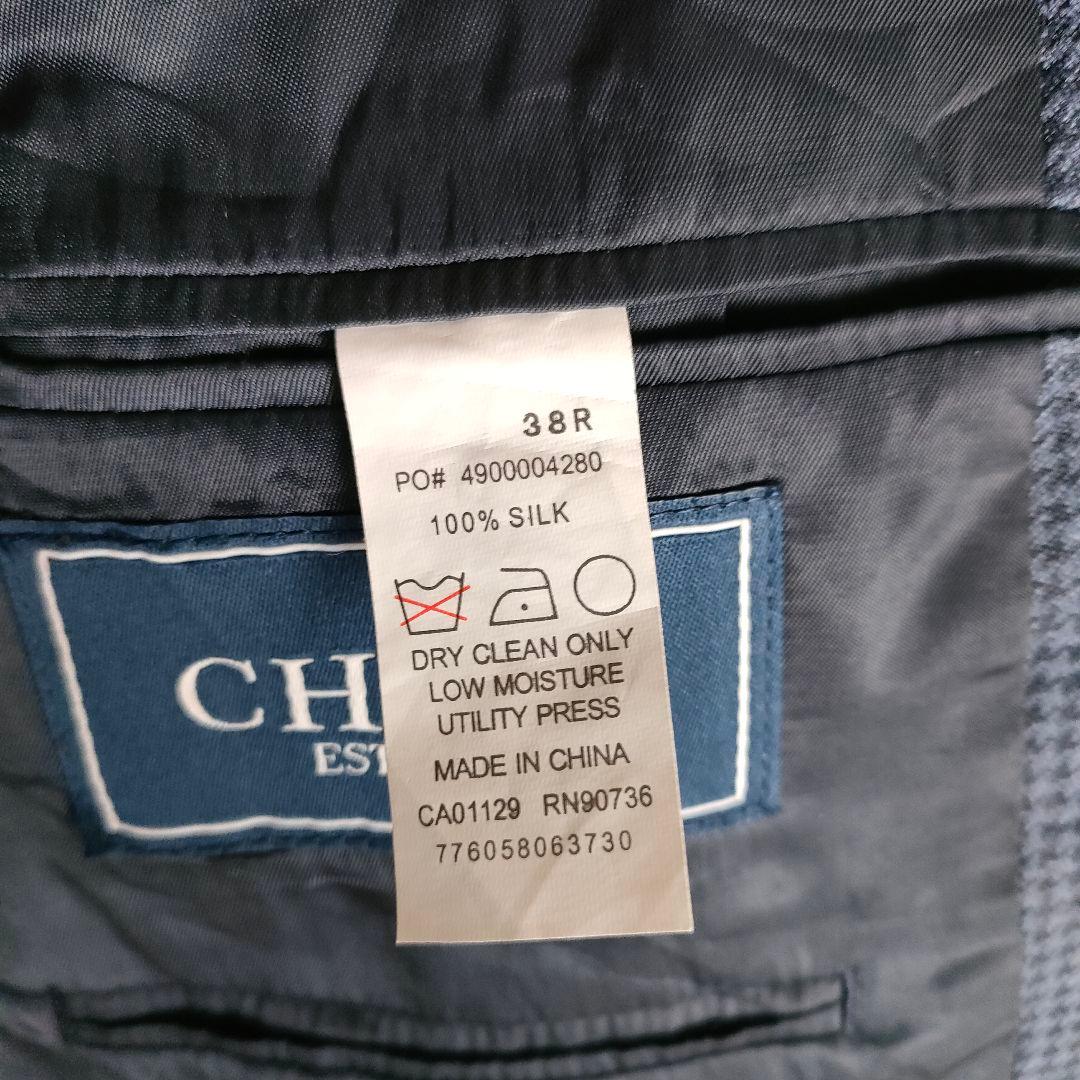 38R
PO# 4900004280
100% SILK
DRY CLEAN ONLY
LOW MOISTURE
UTILITY PRESS
MADE IN CHINA
CA01129 RN90736
776058063730
CH
EST